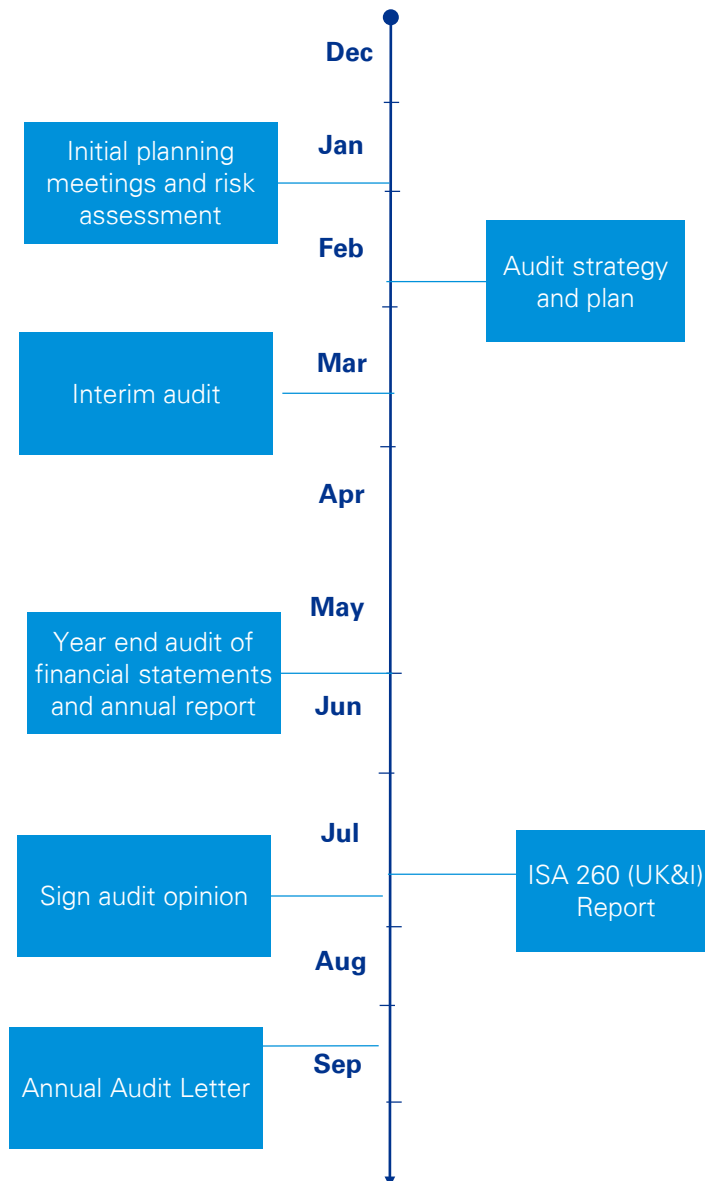 Dec
Jan
Initial planning
meetings and risk
assessment
Feb
Audit strategy
and plan
Mar
Interim audit
Apr
May
Year end audit of
financial statements
and annual report
Jun
Jul
ISA 260 (UK&I)
Report
Sign audit opinion
Aug
Sep
Annual Audit Letter